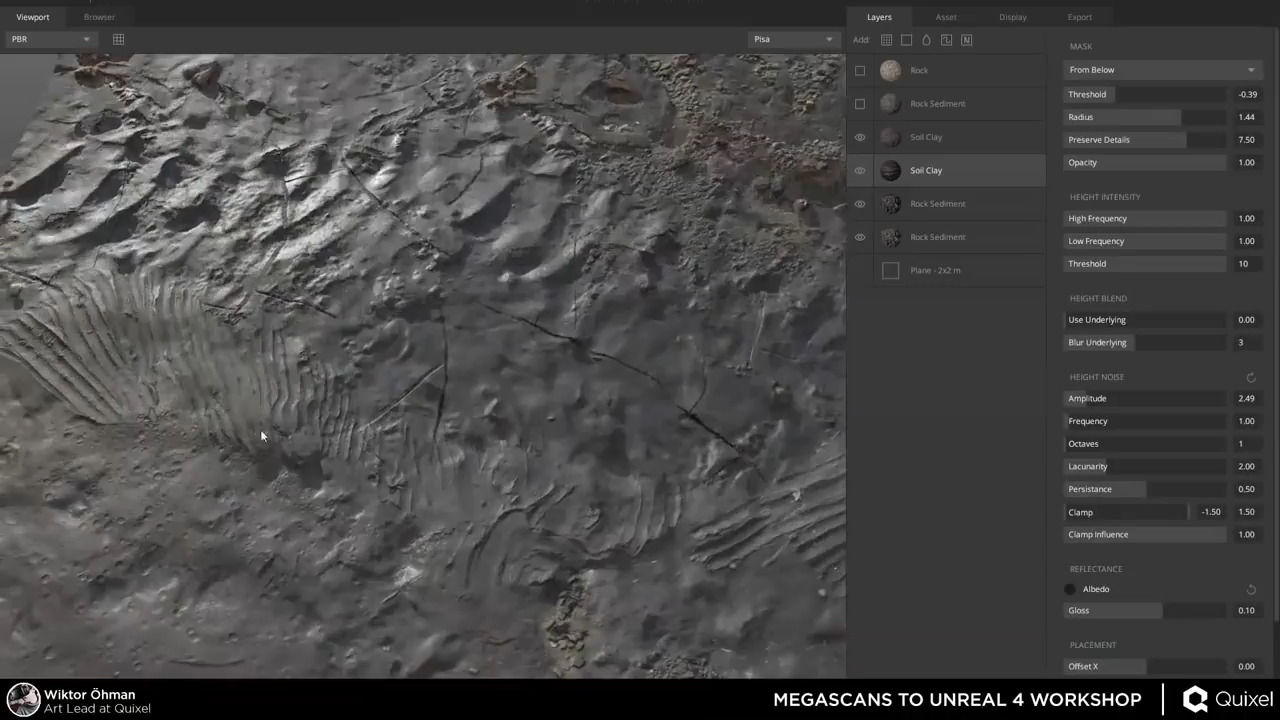 Viewport Browser
PBR
Pisa
Layers Asset Display Export
Add:
Rock
Rock Sediment
Soil Clay
Soil Clay
Rock Sediment
Rock Sediment
Plane - 2x2 m
MASK
From Below
Threshold -0.39
Radius 1.44
Preserve Details 7.50
Opacity 1.00
HEIGHT INTENSITY
High Frequency 1.00
Low Frequency 1.00
Threshold 10
HEIGHT BLEND
Use Underlying 0.00
Blur Underlying 3
HEIGHT NOISE
Amplitude 2.49
Frequency 1.00
Octaves 1
Lacunarity 2.00
Persistance 0.50
Clamp -1.50 1.50
Clamp Influence 1.00
REFLECTANCE
Albedo
Gloss 0.10
PLACEMENT
Offset X 0.00
Wiktor Öhman
Art Lead at Quixel
MEGASCANS TO UNREAL 4 WORKSHOP
Quixel